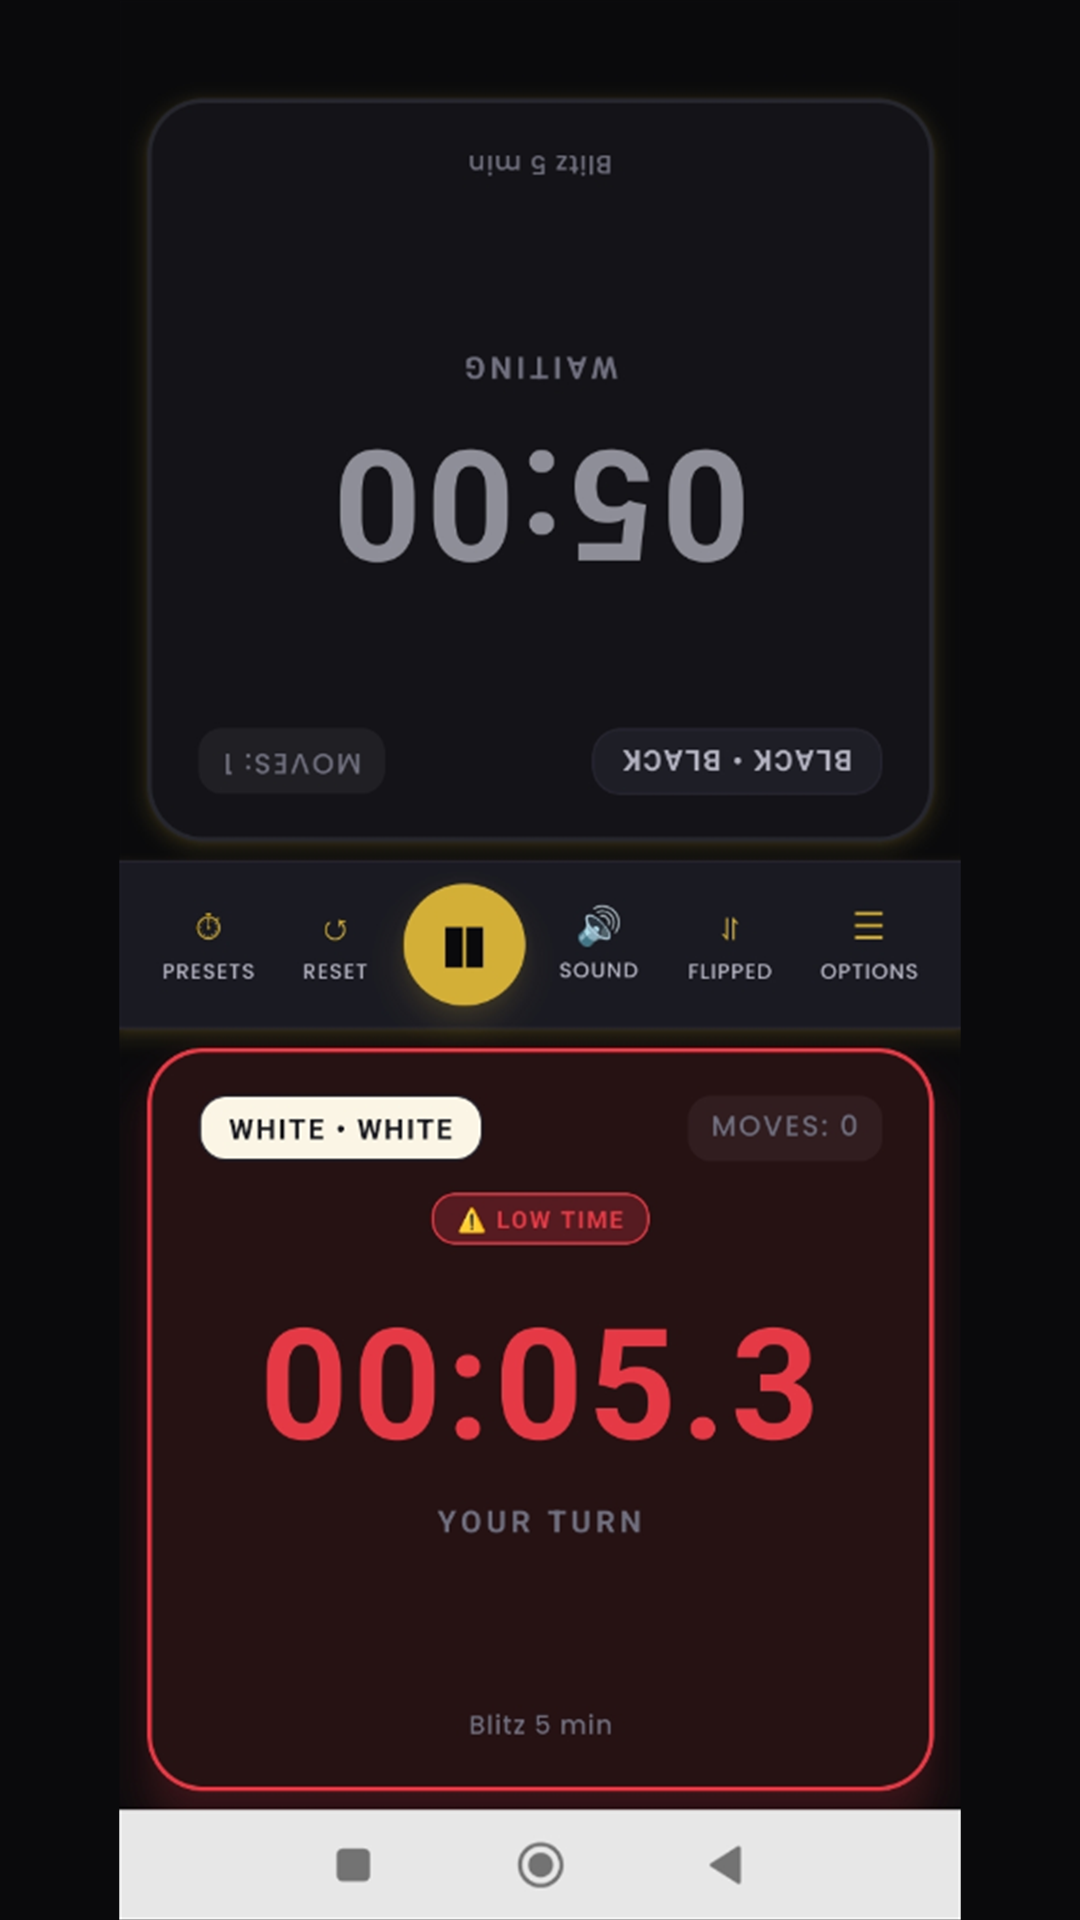 Blitz 5 min
WAITING
05:00
BLACK • BLACK
MOVES: 1
PRESETS
RESET
SOUND
FLIPPED
OPTIONS
WHITE • WHITE
MOVES: 0
⚠️ LOW TIME
00:05.3
YOUR TURN
Blitz 5 min